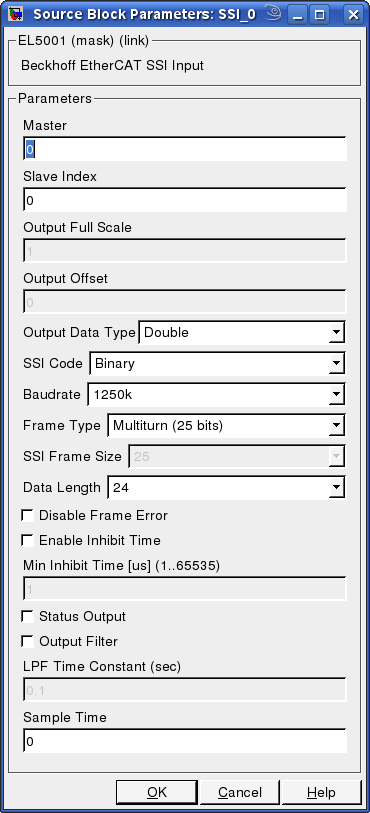 Source Block Parameters: SSI_0
EL5001 (mask) (link)
Beckhoff EtherCAT SSI Input
Parameters
Master
0
Slave Index
0
Output Full Scale
1
Output Offset
0
Output Data Type Double
SSI Code Binary
Baudrate 1250k
Frame Type Multiturn (25 bits)
SSI Frame Size 25
Data Length 24
Disable Frame Error
Enable Inhibit Time
Min Inhibit Time [us] (1..65535)
1
Status Output
Output Filter
LPF Time Constant (sec)
0.1
Sample Time
0
OK Cancel Help